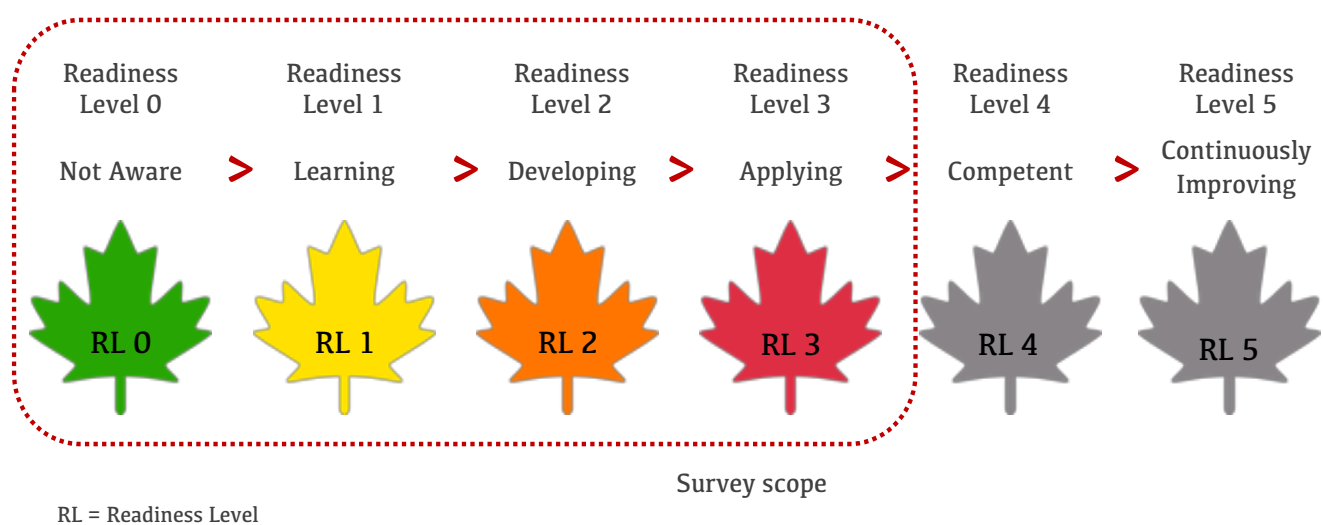 Readiness
Level 0
Readiness
Level 1
Readiness
Level 2
Readiness
Level 3
Readiness
Level 4
Readiness
Level 5
Not Aware
>
Learning
>
Developing
>
Applying
>
Competent
>
Continuously
Improving
RL 0
RL 1
RL 2
RL 3
RL 4
RL 5
Survey scope
RL = Readiness Level